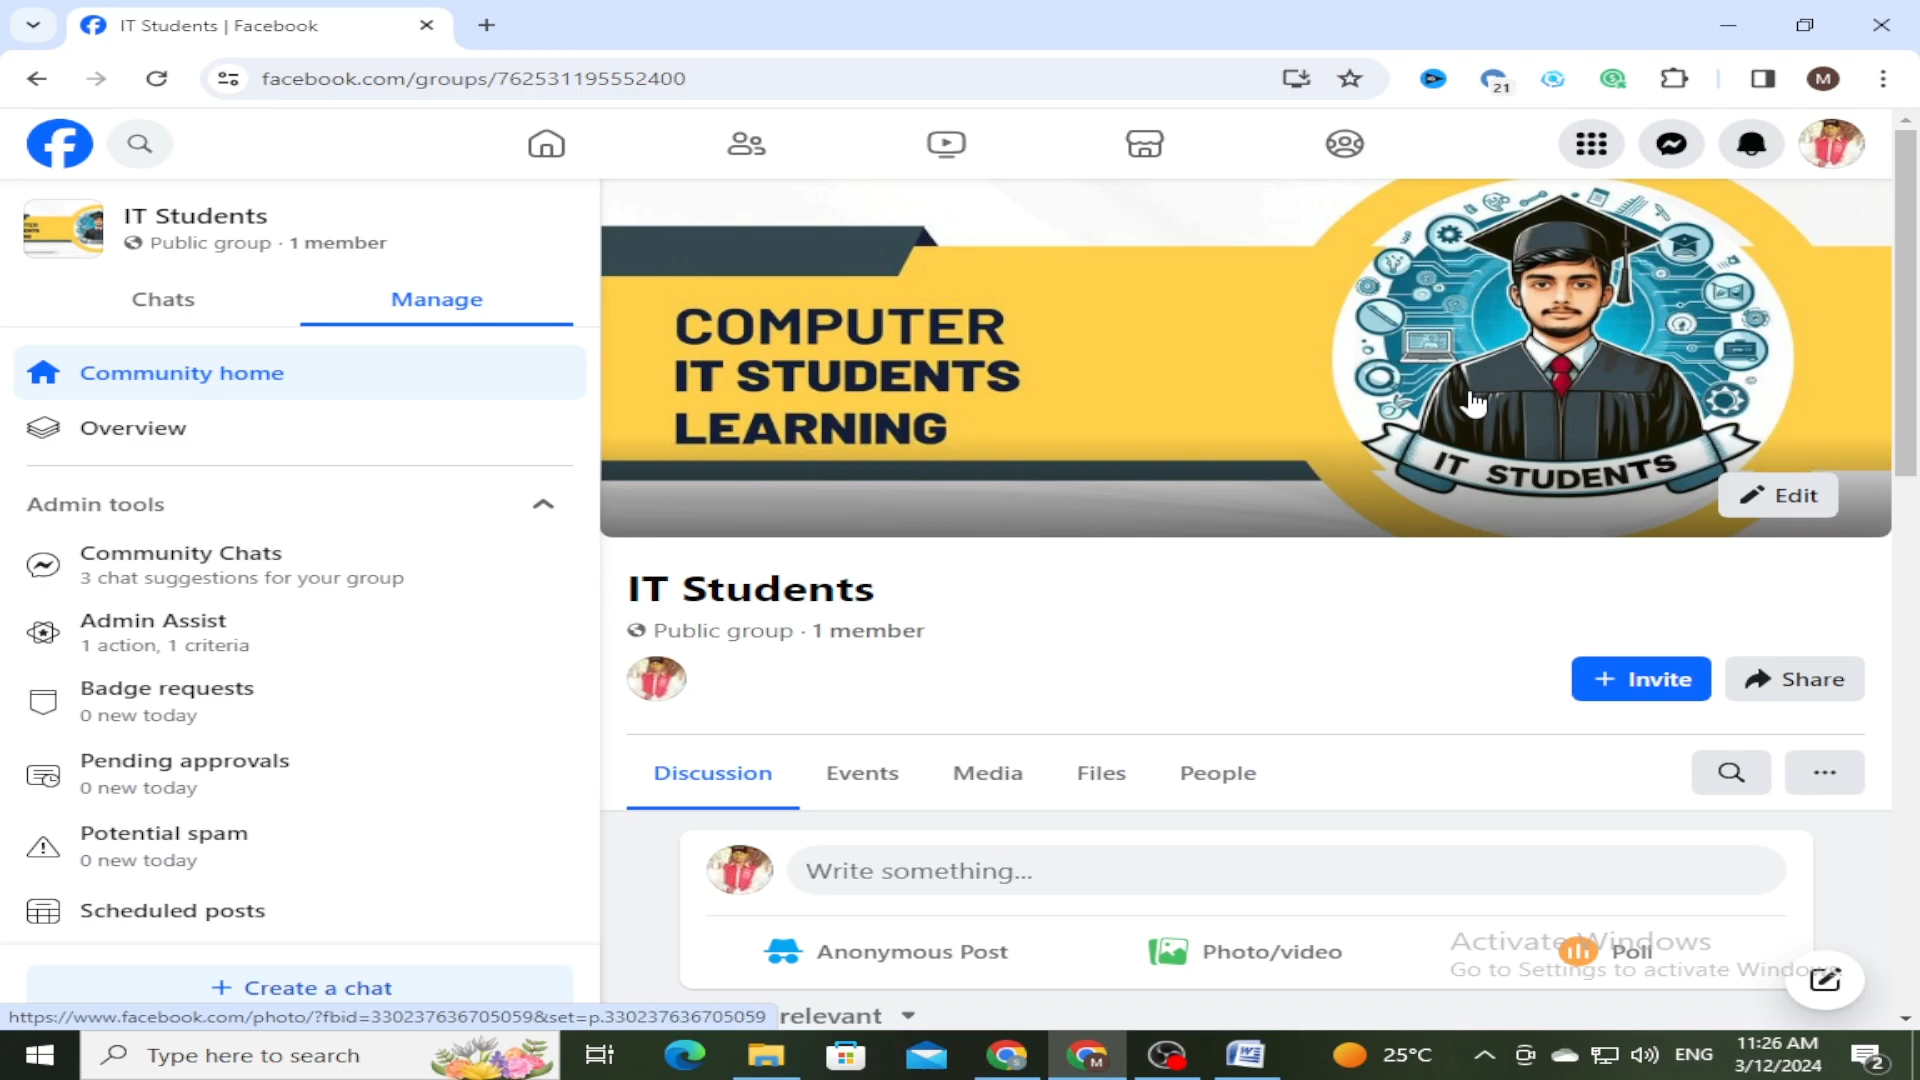 IT Students | Facebook
facebook.com/groups/762531195552400
21
M
IT Students
Public group · 1 member
Chats
Manage
Community home
Overview
Admin tools
Community Chats
3 chat suggestions for your group
Admin Assist
1 action, 1 criteria
Badge requests
0 new today
Pending approvals
0 new today
Potential spam
0 new today
Scheduled posts
+ Create a chat
COMPUTER
IT STUDENTS
LEARNING
IT STUDENTS
Edit
IT Students
Public group · 1 member
+ Invite
Share
Discussion
Events
Media
Files
People
Write something...
Anonymous Post
Photo/video
Poll
Activate Windows
Go to Settings to activate Windows.
https://www.facebook.com/photo/?fbid=330237636705059&set=p.330237636705059
relevant
Type here to search
M
25°C
ENG
11:26 AM
3/12/2024
2